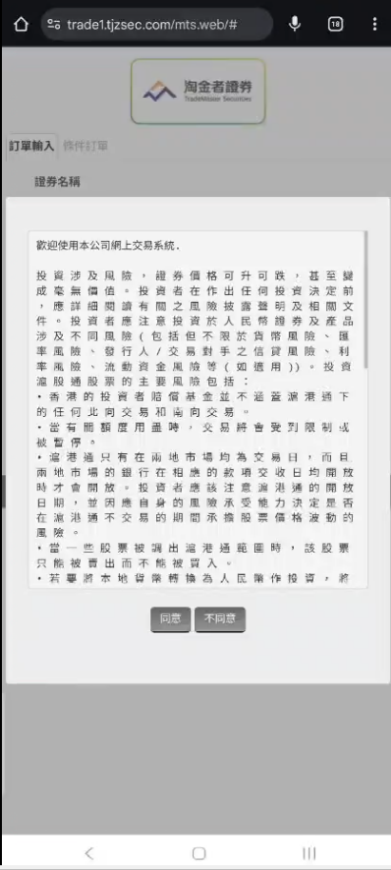 trade1.tjzsec.com/mts.web/#
18
淘金者證券
TradeMaster Securities
訂單輸入 條件訂單
證券名稱
歡迎使用本公司網上交易系統.
投資涉及風險，證券價格可升可跌，甚至變
成毫無價值。投資者在作出任何投資決定前
，應詳細閱讀有關之風險披露聲明及相關文
件。投資者應注意投資於人民幣證券及產品
涉及不同風險(包括但不限於貨幣風險、匯
率風險、發行人/交易對手之信貸風險、利
率風險、流動資金風險等(如適用))。投資
滬股通股票的主要風險包括：
•香港的投資者賠償基金並不涵蓋滬港通下
的任何北向交易和南向交易。
•當有關額度用盡時，交易將會受到限制或
被暫停。
•滬港通只有在兩地市場均為交易日，而且
兩地市場的銀行在相應的款項交收日均開放
時才會開放。投資者應該注意滬港通的開放
日期，並因應自身的風險承受能力決定是否
在滬港通不交易的期間承擔股票價格波動的
風險。
•當一些股票被調出滬港通範圍時，該股票
只能被賣出而不能被買入。
•若要將本地貨幣轉換為人民幣作投資，將
同意 不同意